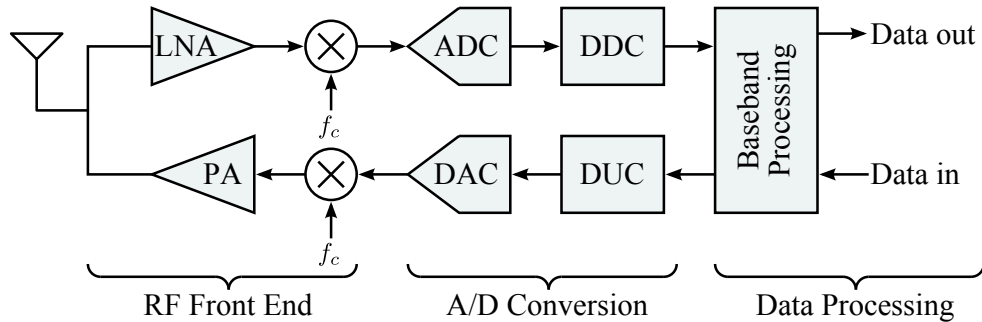 LNA
ADC
DDC
Baseband
Processing
Data out
f_c
PA
DAC
DUC
Data in
f_c
RF Front End
A/D Conversion
Data Processing